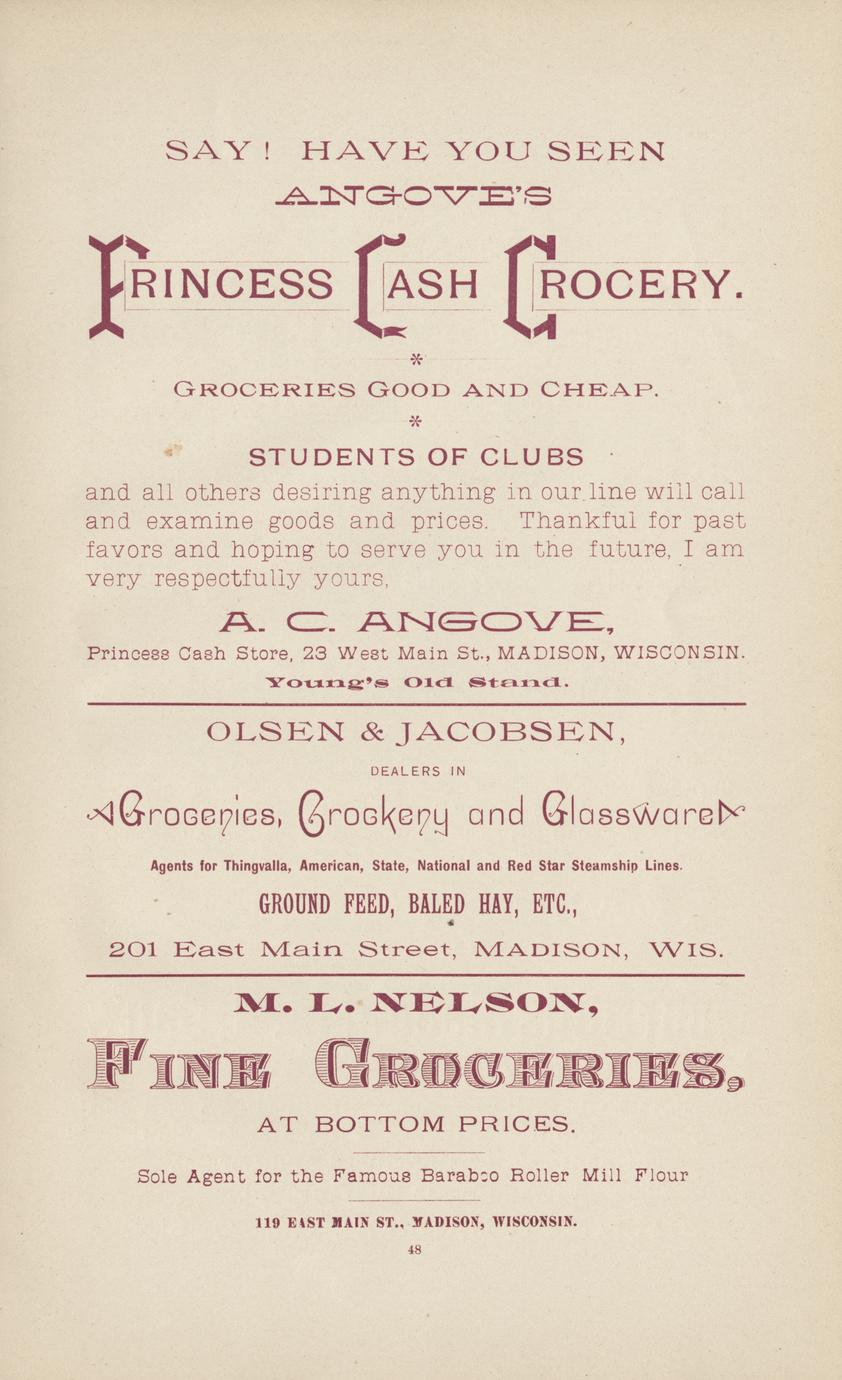 SAY! HAVE YOU SEEN
ANGOVE'S
PRINCESS CASH GROCERY.
*
GROCERIES GOOD AND CHEAP.
*
STUDENTS OF CLUBS
and all others desiring anything in our line will call
and examine goods and prices. Thankful for past
favors and hoping to serve you in the future, I am
very respectfully yours,
A. C. ANGOVE,
Princess Cash Store, 23 West Main St., MADISON, WISCONSIN.
Young's Old Stand.
OLSEN & JACOBSEN,
DEALERS IN
Groceries, Crockery and Glassware
Agents for Thingvalla, American, State, National and Red Star Steamship Lines.
GROUND FEED, BALED HAY, ETC.,
201 East Main Street, MADISON, WIS.
M. L. NELSON,
FINE GROCERIES,
AT BOTTOM PRICES.
Sole Agent for the Famous Baraboo Roller Mill Flour
119 EAST MAIN ST., MADISON, WISCONSIN.
48